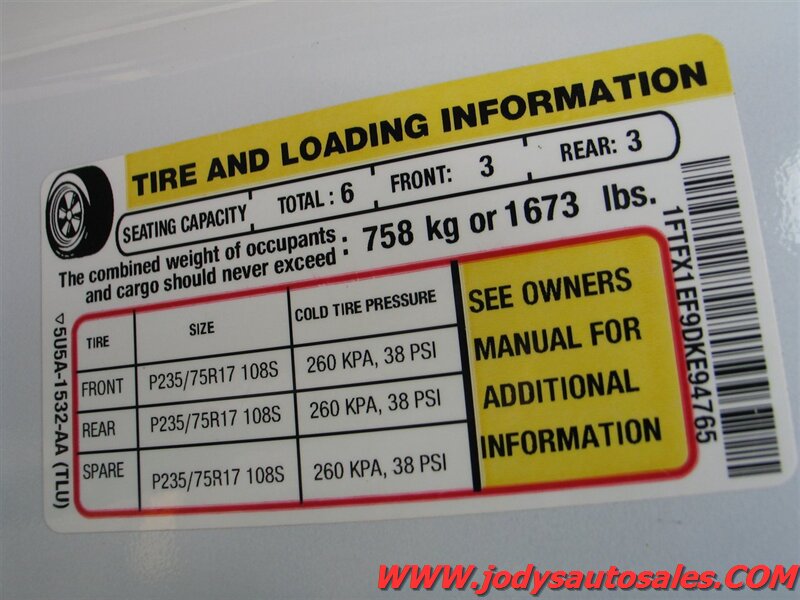 TIRE AND LOADING INFORMATION
SEATING CAPACITY TOTAL : 6 FRONT: 3 REAR: 3
The combined weight of occupants and cargo should never exceed : 758 kg or 1673 lbs.
TIRE SIZE COLD TIRE PRESSURE
FRONT P235/75R17 108S 260 KPA, 38 PSI
REAR P235/75R17 108S 260 KPA, 38 PSI
SPARE P235/75R17 108S 260 KPA, 38 PSI
SEE OWNERS
MANUAL FOR
ADDITIONAL
INFORMATION
▽5U5A-1532-AA (TLU)
1FTFX1EF9DKE94765
WWW.jodysautosales.COM